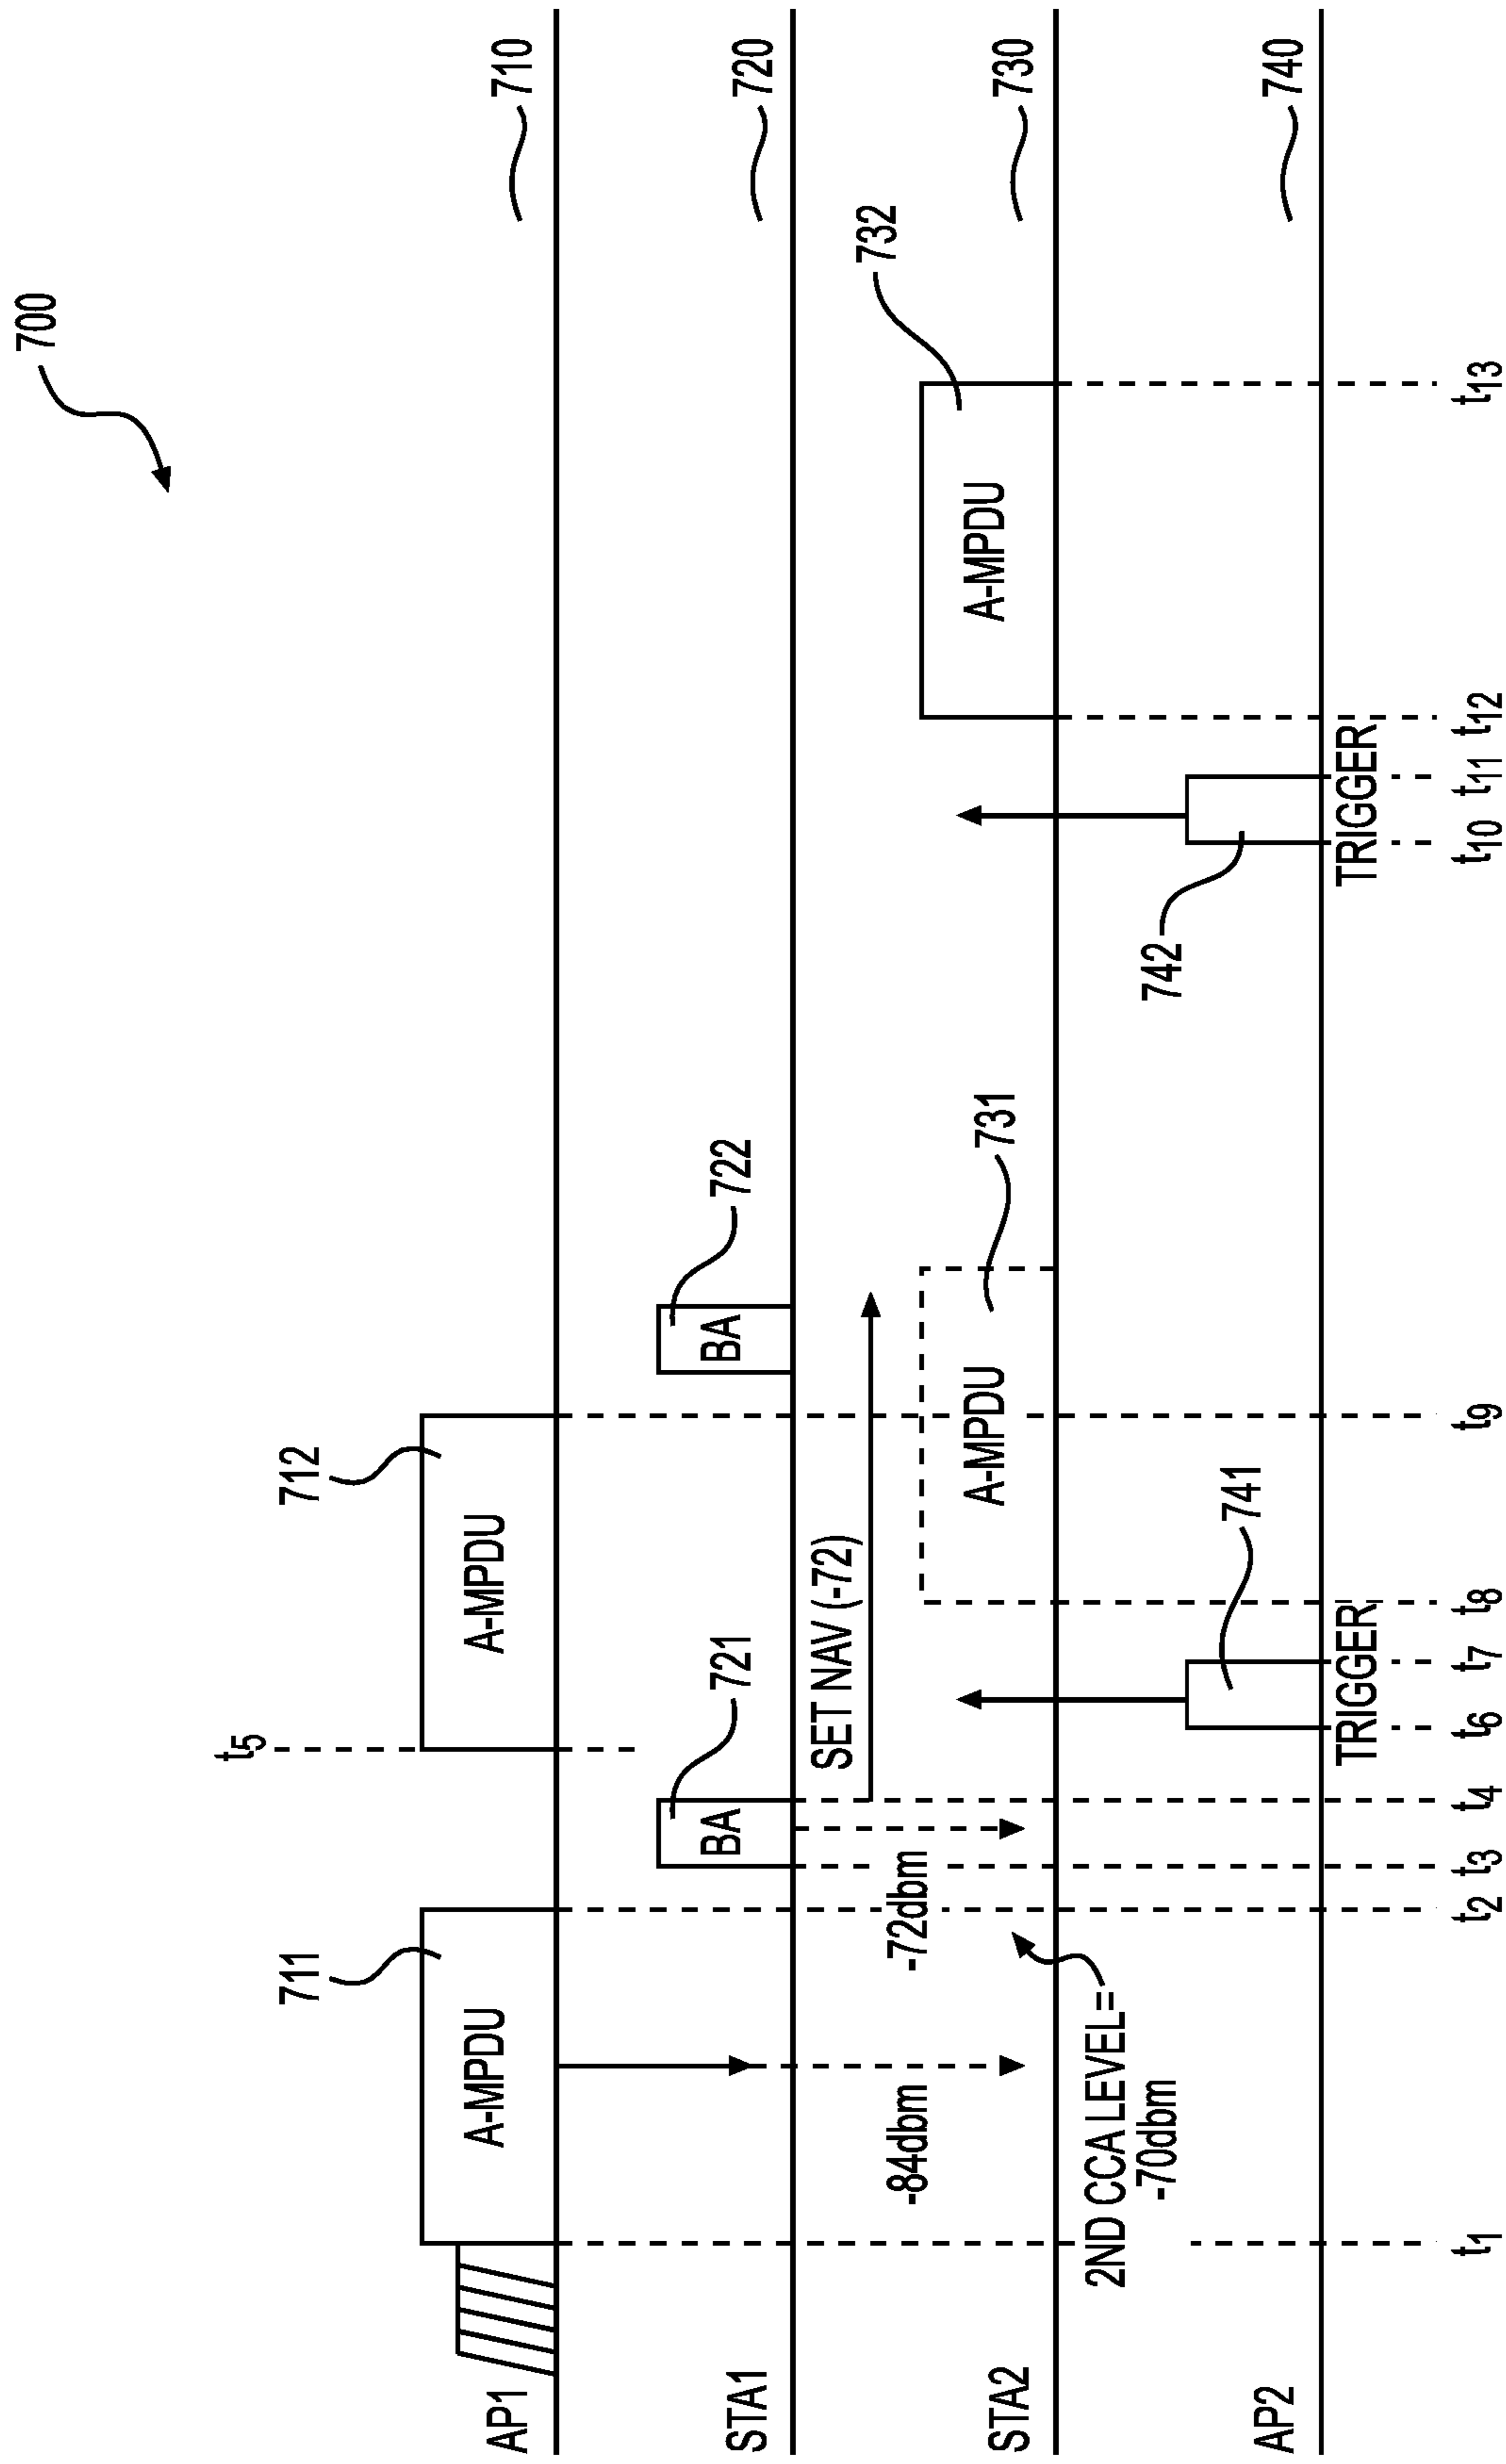 700
AP1
A-MPDU
711
t5
A-MPDU
712
710
STA1
BA
721
BA
722
720
SET NAV (-72)
-84dbm
-72dbm
STA2
A-MPDU
731
A-MPDU
732
730
2ND CCA LEVEL=
-70dbm
741
742
AP2
TRIGGER
TRIGGER
740
t1
t2
t3
t4
t6
t7
t8
t9
t10
t11
t12
t13